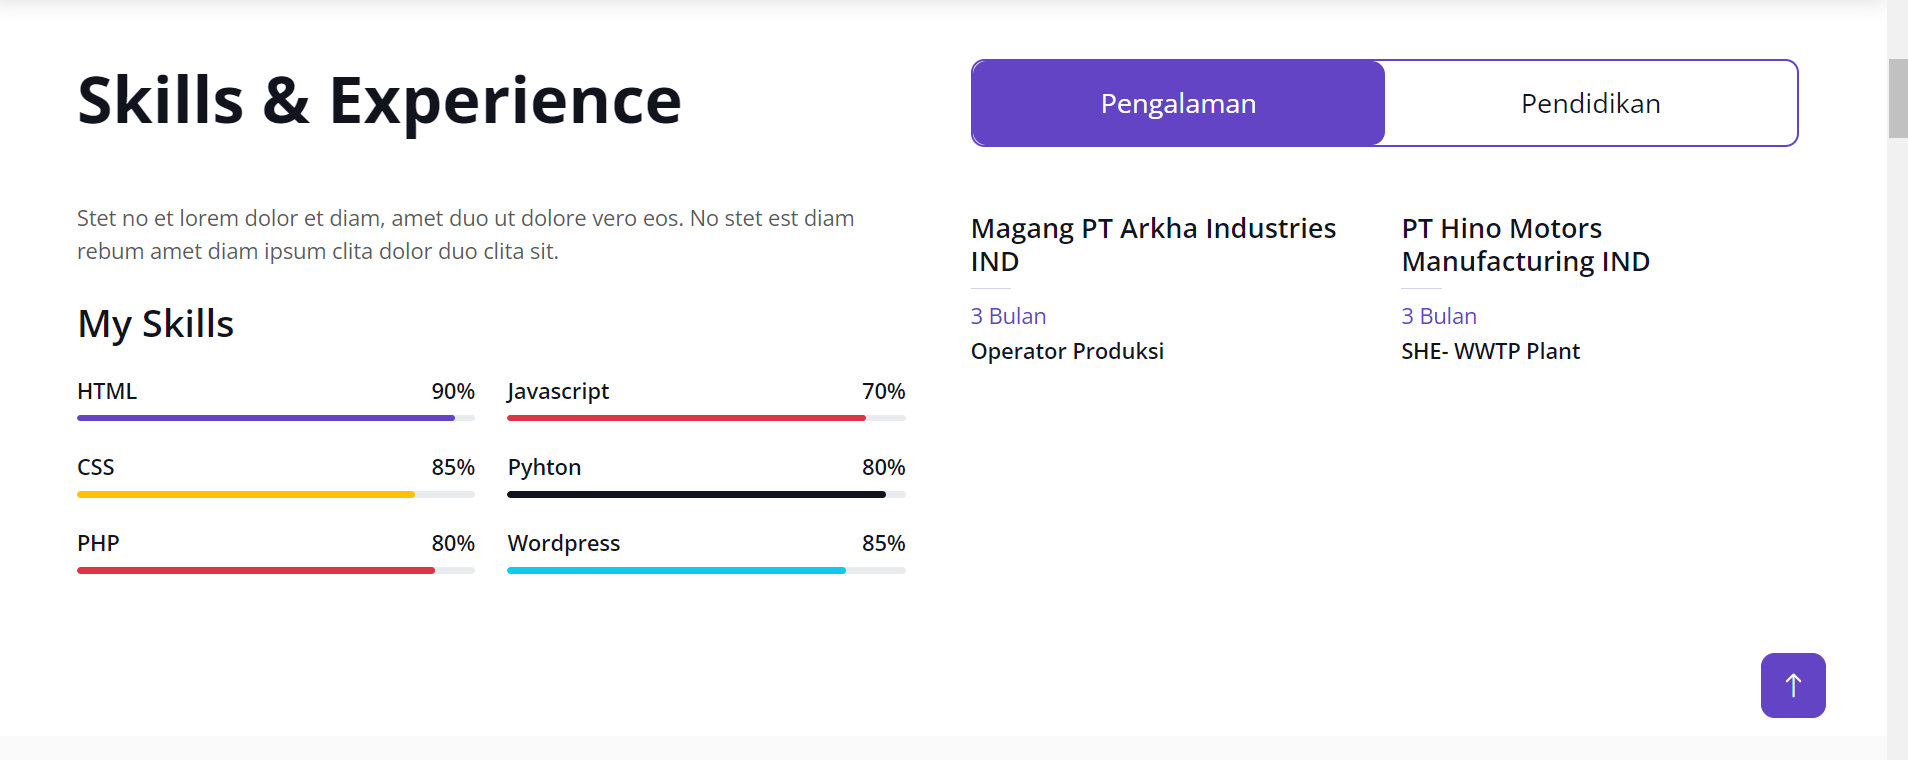 Skills & Experience
Stet no et lorem dolor et diam, amet duo ut dolore vero eos. No stet est diam
rebum amet diam ipsum clita dolor duo clita sit.
My Skills
HTML 90%
Javascript 70%
CSS 85%
Pyhton 80%
PHP 80%
Wordpress 85%
Pengalaman
Pendidikan
Magang PT Arkha Industries
IND
3 Bulan
Operator Produksi
PT Hino Motors
Manufacturing IND
3 Bulan
SHE- WWTP Plant